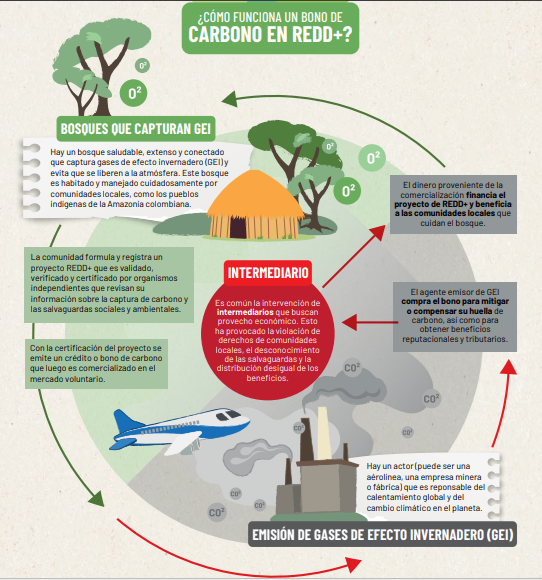 ¿CÓMO FUNCIONA UN BONO DE
CARBONO EN REDD+?
O²
O²
BOSQUES QUE CAPTURAN GEI
Hay un bosque saludable, extenso y conectado
que captura gases de efecto invernadero (GEI) y
evita que se liberen a la atmósfera. Este bosque
es habitado y manejado cuidadosamente por
comunidades locales, como los pueblos
indígenas de la Amazonia colombiana.
O²
O²
O²
El dinero proveniente de la
comercialización financia el
proyecto de REDD+ y beneficia
a las comunidades locales que
cuidan el bosque.
La comunidad formula y registra un
proyecto REDD+ que es validado,
verificado y certificado por organismos
independientes que revisan su
información sobre la captura de carbono y
las salvaguardas sociales y ambientales.
INTERMEDIARIO
Es común la intervención de
intermediarios que buscan
provecho económico. Esto
ha provocado la violación de
derechos de comunidades
locales, el desconocimiento
de las salvaguardas y la
distribución desigual de los
beneficios.
El agente emisor de GEI
compra el bono para mitigar
o compensar su huella de
carbono, así como para
obtener beneficios
reputacionales y tributarios.
Con la certificación del proyecto se
emite un crédito o bono de carbono
que luego es comercializado en el
mercado voluntario.
CO²
CO²
CO²
CO²
CO²
CO²
CO²
Hay un actor (puede ser una
aérolinea, una empresa minera
o fábrica) que es reponsable del
calentamiento global y del
cambio climático en el planeta.
EMISIÓN DE GASES DE EFECTO INVERNADERO (GEI)